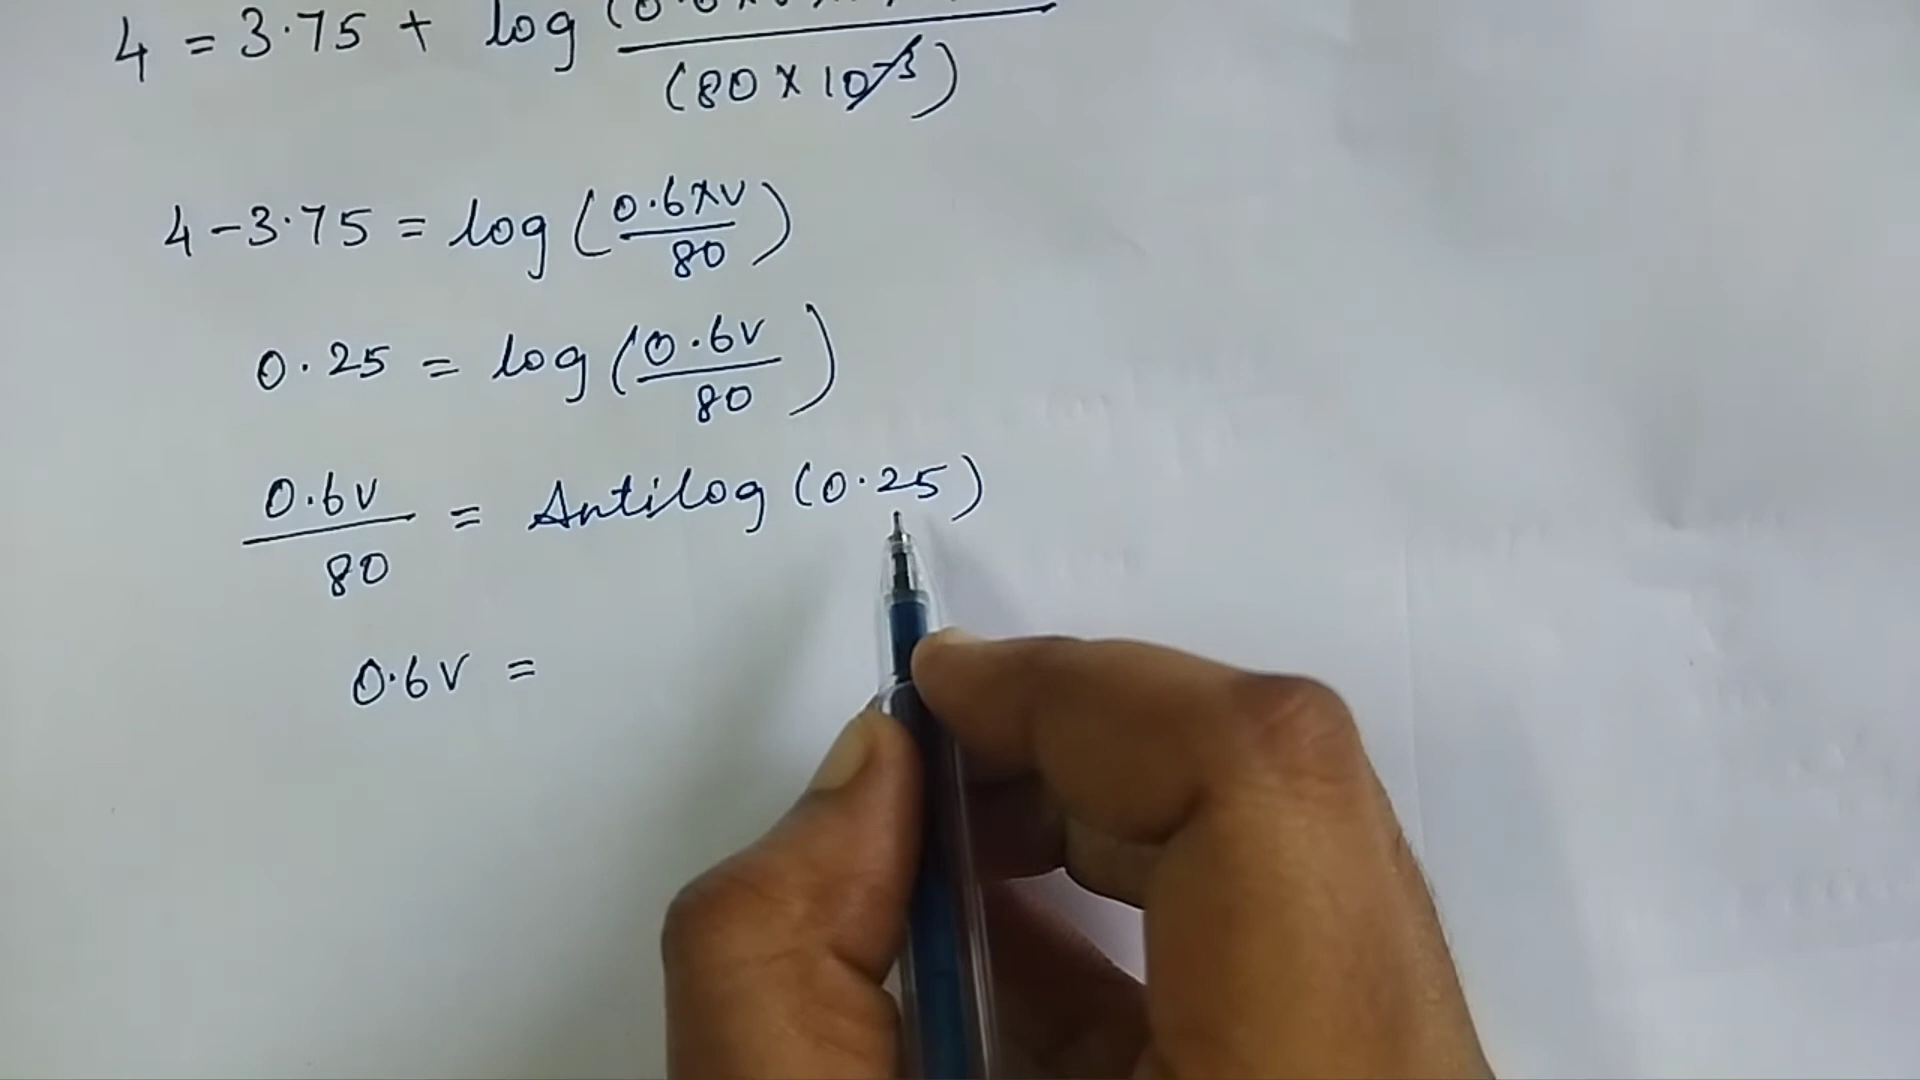 4 = 3.75 + log
(80 x 10-3)
4-3.75 = log (0.6xv/80)
0.25 = log (0.6v/80)
0.6v/80 = Antilog (0.25)
0.6v =